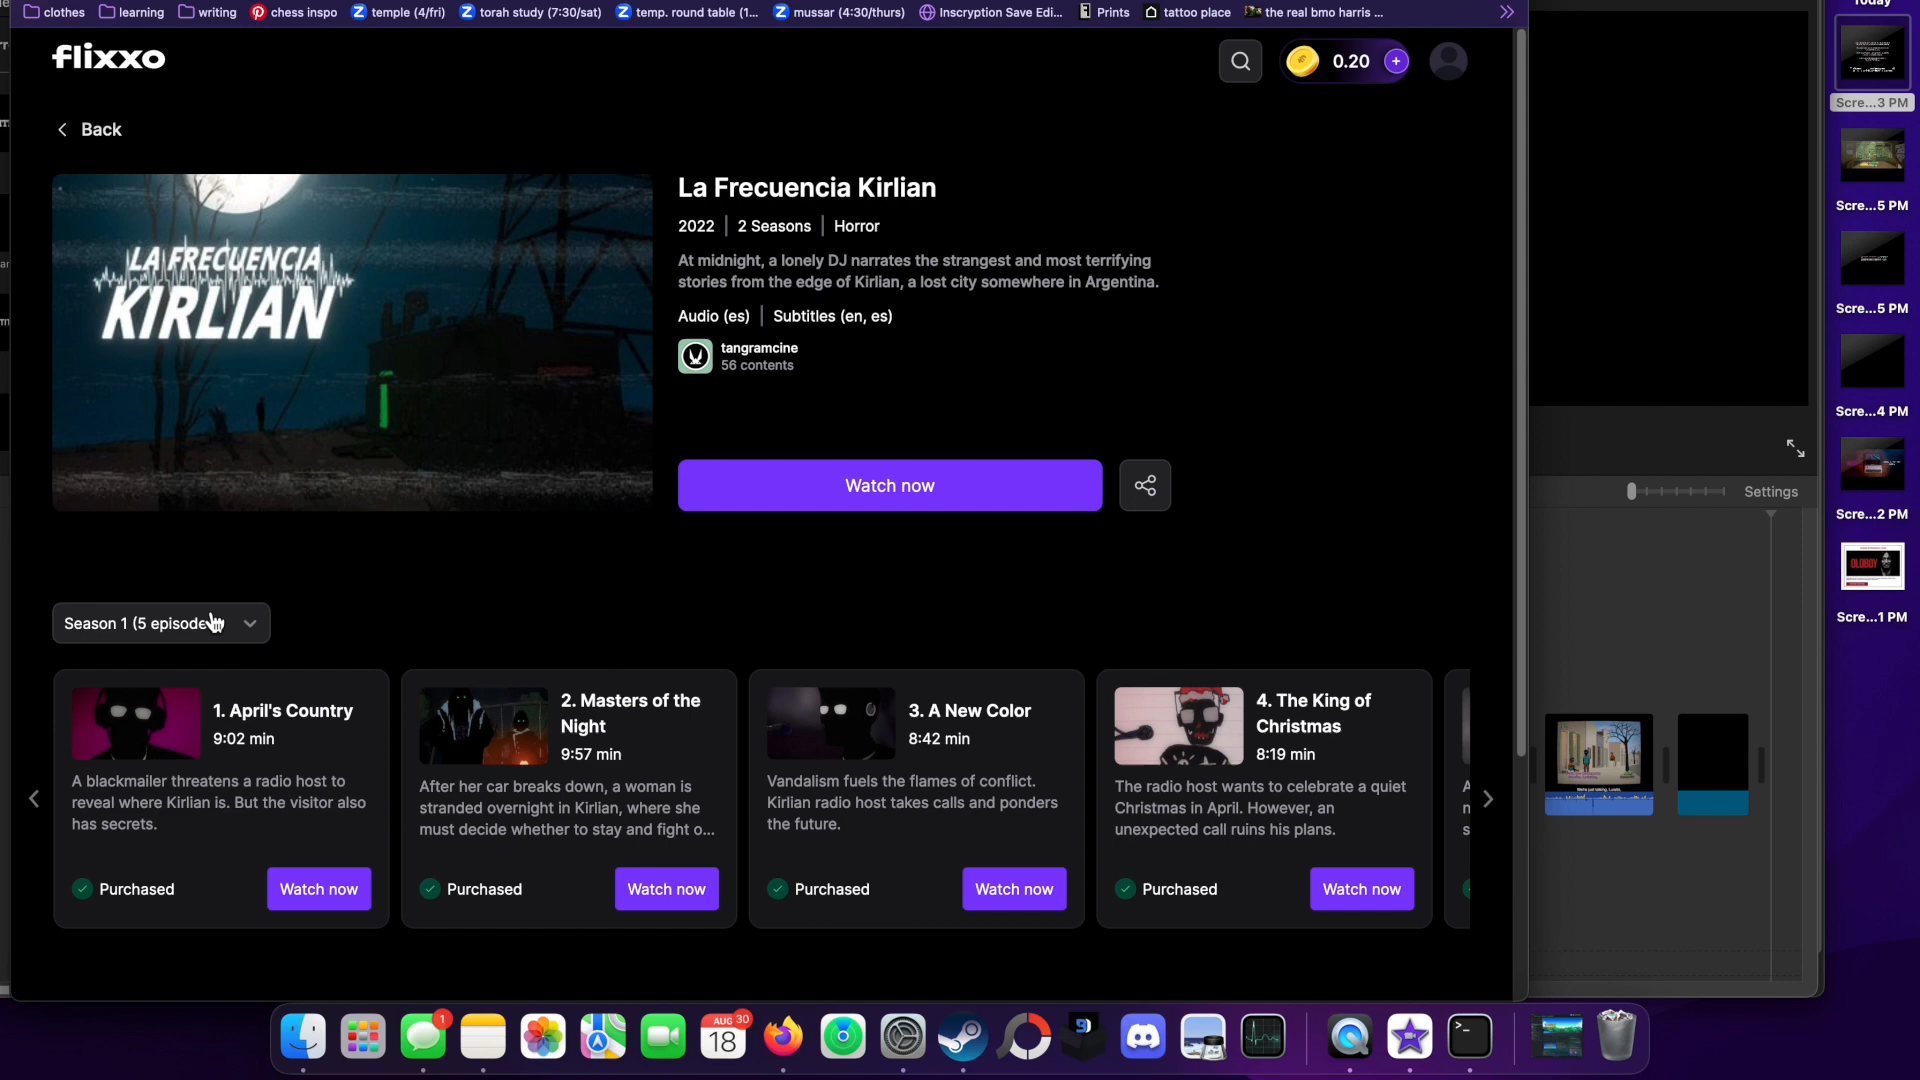 clothes learning writing chess inspo temple (4/fri) torah study (7:30/sat) temp. round table (1... mussar (4:30/thurs) Inscryption Save Edi... Prints tattoo place the real bmo harris ...
flixxo
0.20
Back
LA FRECUENCIA
KIRLIAN
La Frecuencia Kirlian
2022 2 Seasons Horror
At midnight, a lonely DJ narrates the strangest and most terrifying
stories from the edge of Kirlian, a lost city somewhere in Argentina.
Audio (es) Subtitles (en, es)
tangramcine
56 contents
Watch now
Season 1 (5 episode
1. April's Country
9:02 min
A blackmailer threatens a radio host to
reveal where Kirlian is. But the visitor also
has secrets.
Purchased Watch now
2. Masters of the
Night
9:57 min
After her car breaks down, a woman is
stranded overnight in Kirlian, where she
must decide whether to stay and fight o...
Purchased Watch now
3. A New Color
8:42 min
Vandalism fuels the flames of conflict.
Kirlian radio host takes calls and ponders
the future.
Purchased Watch now
4. The King of
Christmas
8:19 min
The radio host wants to celebrate a quiet
Christmas in April. However, an
unexpected call ruins his plans.
Purchased Watch now
Settings
Today
Scre...3 PM
Scre...5 PM
Scre...5 PM
Scre...4 PM
Scre...2 PM
OLDBOY
Scre...1 PM
1
AUG 30
18